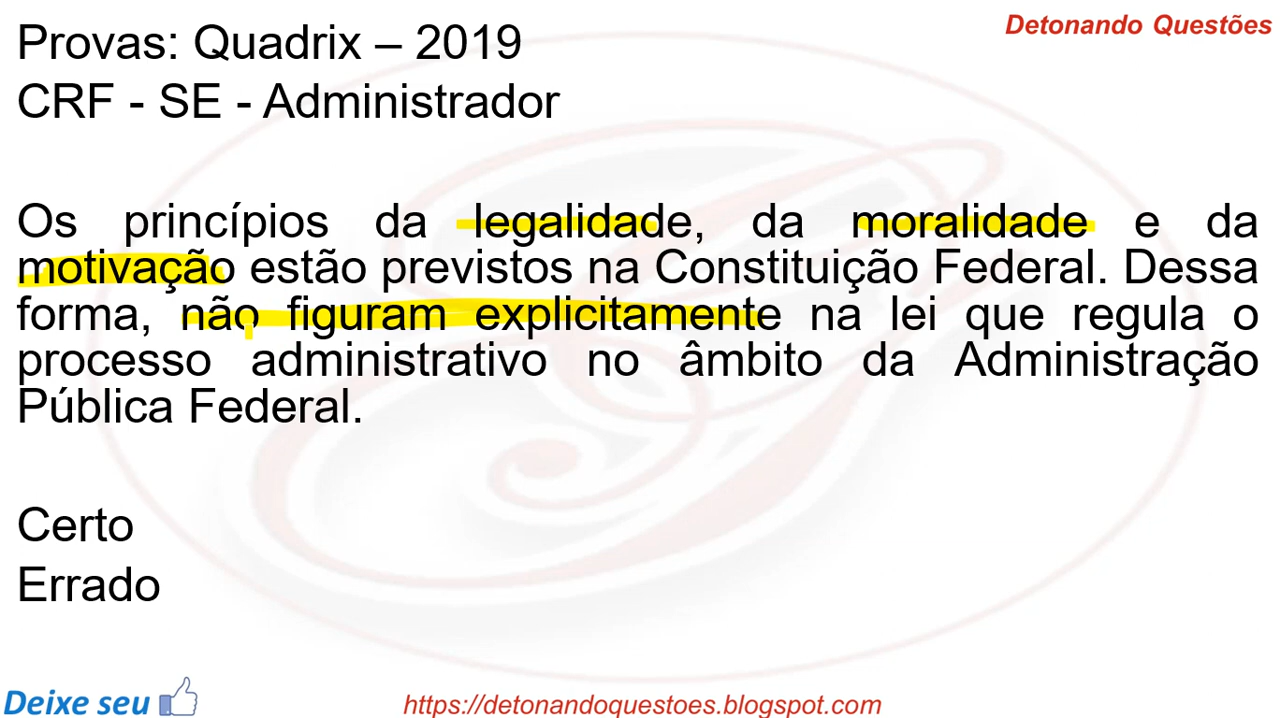 Detonando Questões
Provas: Quadrix – 2019
CRF - SE - Administrador
Os princípios da legalidade, da moralidade e da
motivação estão previstos na Constituição Federal. Dessa
forma, não figuram explicitamente na lei que regula o
processo administrativo no âmbito da Administração
Pública Federal.
Certo
Errado
Deixe seu
https://detonandoquestoes.blogspot.com